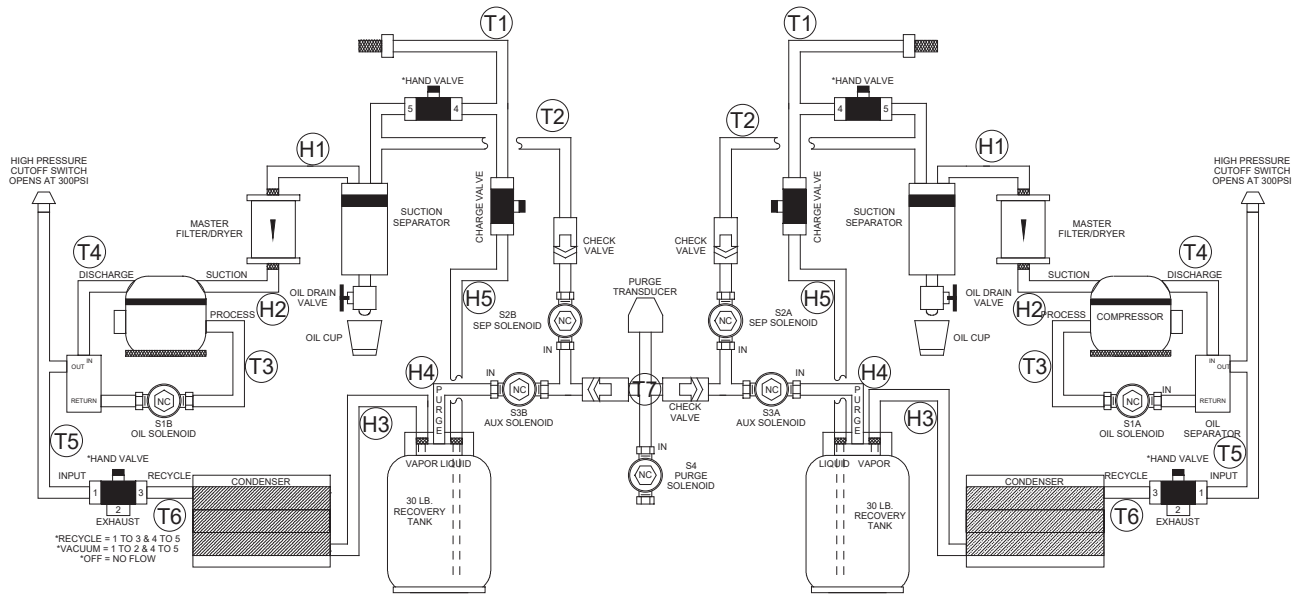 T1
T1
*HAND VALVE
*HAND VALVE
5 4
4 5
T2
T2
H1
H1
HIGH PRESSURE
CUTOFF SWITCH
OPENS AT 300PSI
HIGH PRESSURE
CUTOFF SWITCH
OPENS AT 300PSI
MASTER
FILTER/DRYER
SUCTION
SEPARATOR
CHARGE VALVE
CHECK
VALVE
CHECK
VALVE
CHARGE VALVE
SUCTION
SEPARATOR
MASTER
FILTER/DRYER
T4
DISCHARGE
SUCTION
H2
PROCESS
OIL DRAIN
VALVE
OIL CUP
H5
S2B
SEP SOLENOID
NC
IN
PURGE
TRANSDUCER
S2A
SEP SOLENOID
NC
IN
H5
OIL DRAIN
VALVE
OIL CUP
SUCTION
H2
PROCESS
COMPRESSOR
T4
DISCHARGE
OUT
IN
RETURN
T3
NC
S1B
OIL SOLENOID
H4
PURGE
IN
NC
S3B
AUX SOLENOID
T7
CHECK
VALVE
IN
NC
S3A
AUX SOLENOID
H4
PURGE
T3
IN
NC
S1A
OIL SOLENOID
IN
OUT
RETURN
OIL
SEPARATOR
T5
H3
H3
T5
IN
NC
S4
PURGE
SOLENOID
*HAND VALVE
INPUT
RECYCLE
1 3
2
EXHAUST
T6
CONDENSER
VAPOR LIQUID
30 LB.
RECOVERY
TANK
LIQUID VAPOR
30 LB.
RECOVERY
TANK
CONDENSER
*HAND VALVE
RECYCLE
INPUT
3 1
2
EXHAUST
T6
*RECYCLE = 1 TO 3 & 4 TO 5
*VACUUM = 1 TO 2 & 4 TO 5
*OFF = NO FLOW